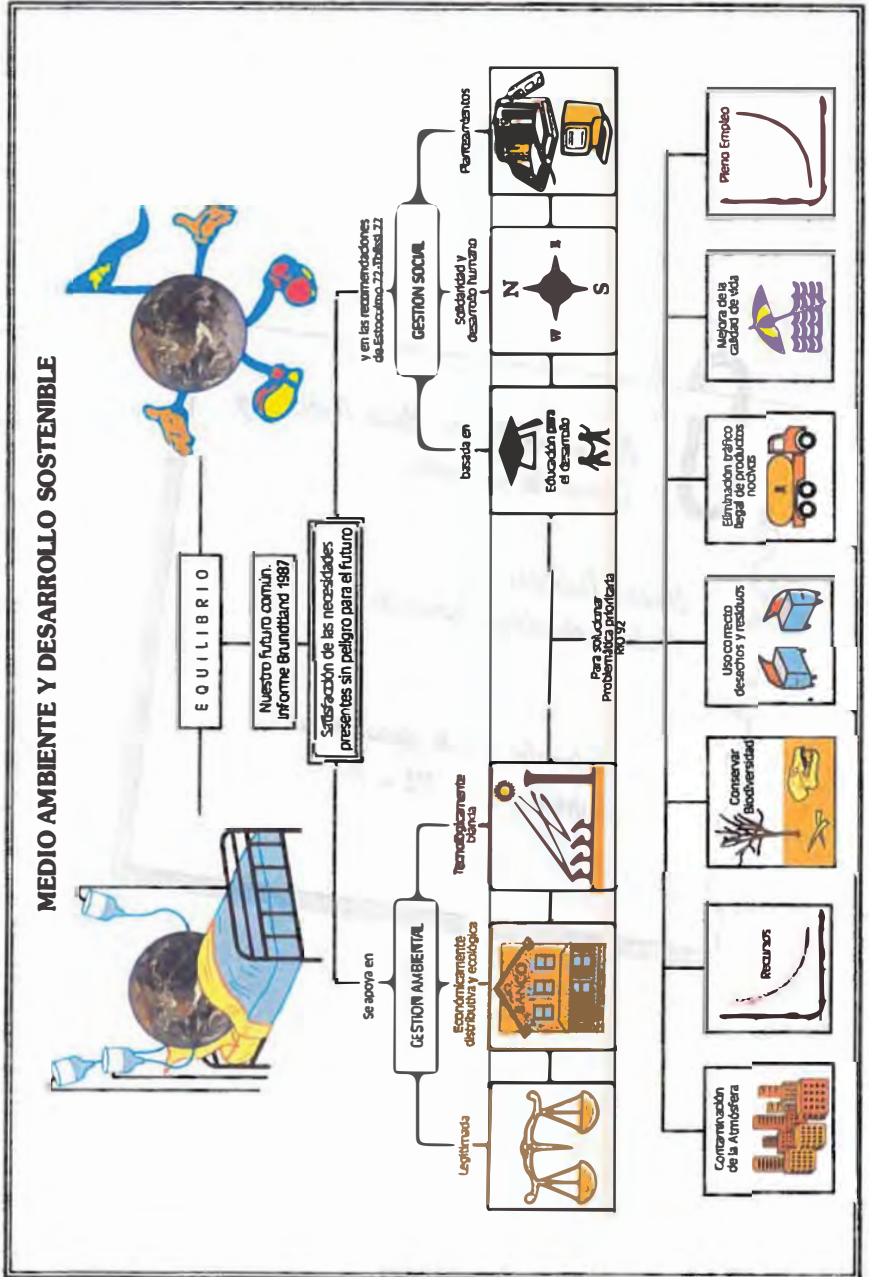 MEDIO AMBIENTE Y DESARROLLO SOSTENIBLE
EQUILIBRIO
Nuestro futuro común.
Informe Brundtland 1987
Satisfacción de las necesidades
presentes sin peligro para el futuro
Se apoya en
y en las recomendaciones
de Estocolmo 72
GESTION AMBIENTAL
GESTION SOCIAL
Legitimada
Económicamente
distributiva y ecológica
Tecnológicamente
blanda
basada en
Solidaridad y
desarrollo humano
Planteamientos
BANCO
Educación para
el desarrollo
N
W
E
S
Para solucionar
Problemática prioritaria
RIO 92
Contaminación
de la Atmósfera
Recursos
Conservar
Biodiversidad
Uso correcto
desechos y residuos
Eliminación tráfico
ilegal de productos
nocivos
Mejora de la
calidad de vida
Pleno Empleo